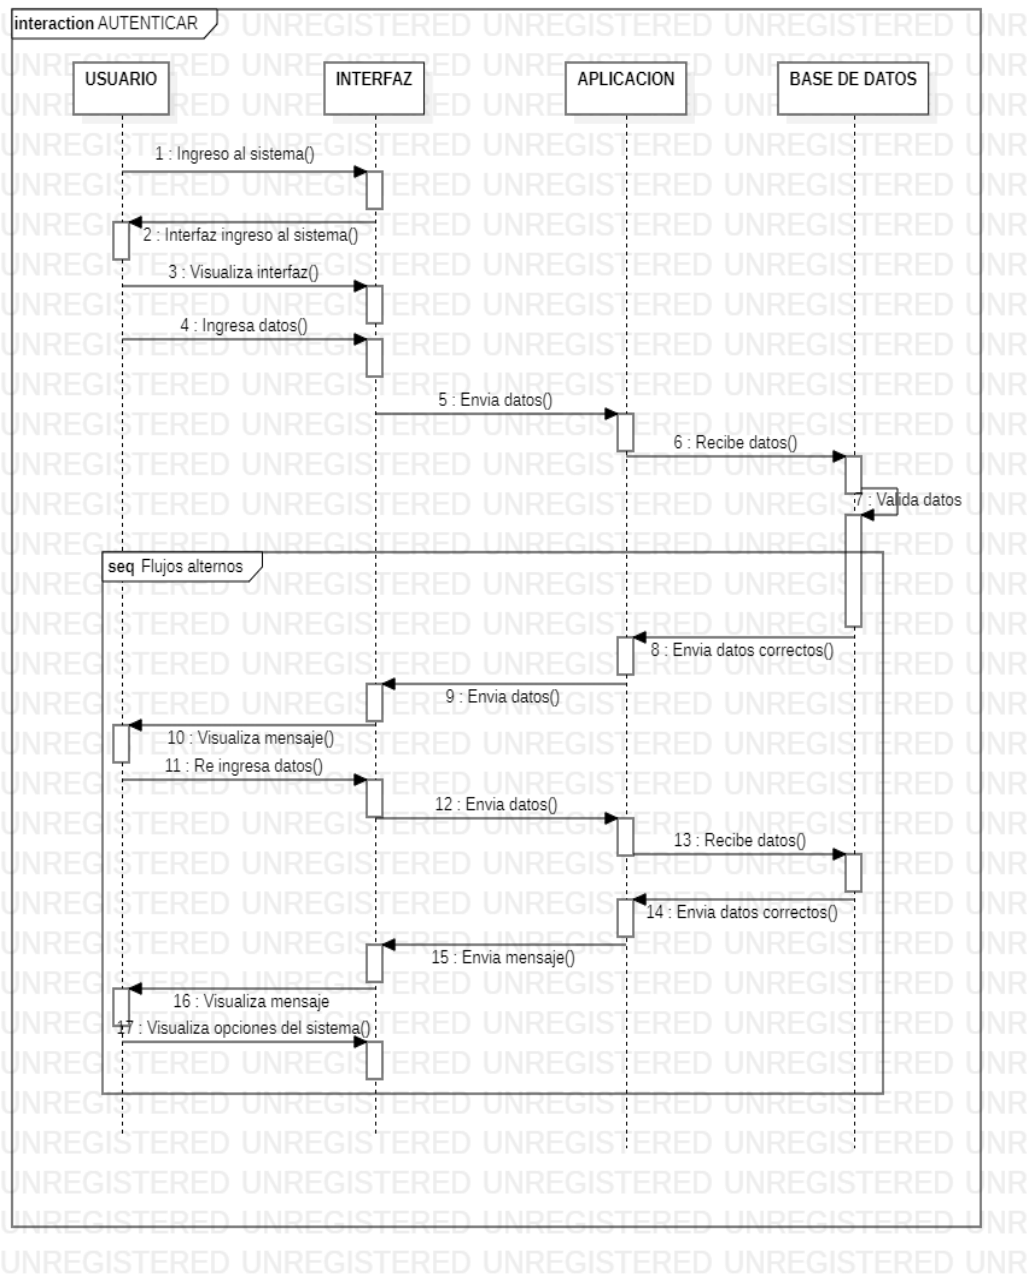 interaction AUTENTICAR
USUARIO
INTERFAZ
APLICACION
BASE DE DATOS
1 : Ingreso al sistema()
2 : Interfaz ingreso al sistema()
3 : Visualiza interfaz()
4 : Ingresa datos()
5 : Envia datos()
6 : Recibe datos()
7 : Valida datos
seq Flujos alternos
8 : Envia datos correctos()
9 : Envia datos()
10 : Visualiza mensaje()
11 : Re ingresa datos()
12 : Envia datos()
13 : Recibe datos()
14 : Envia datos correctos()
15 : Envia mensaje()
16 : Visualiza mensaje
17 : Visualiza opciones del sistema()
UNREGISTERED